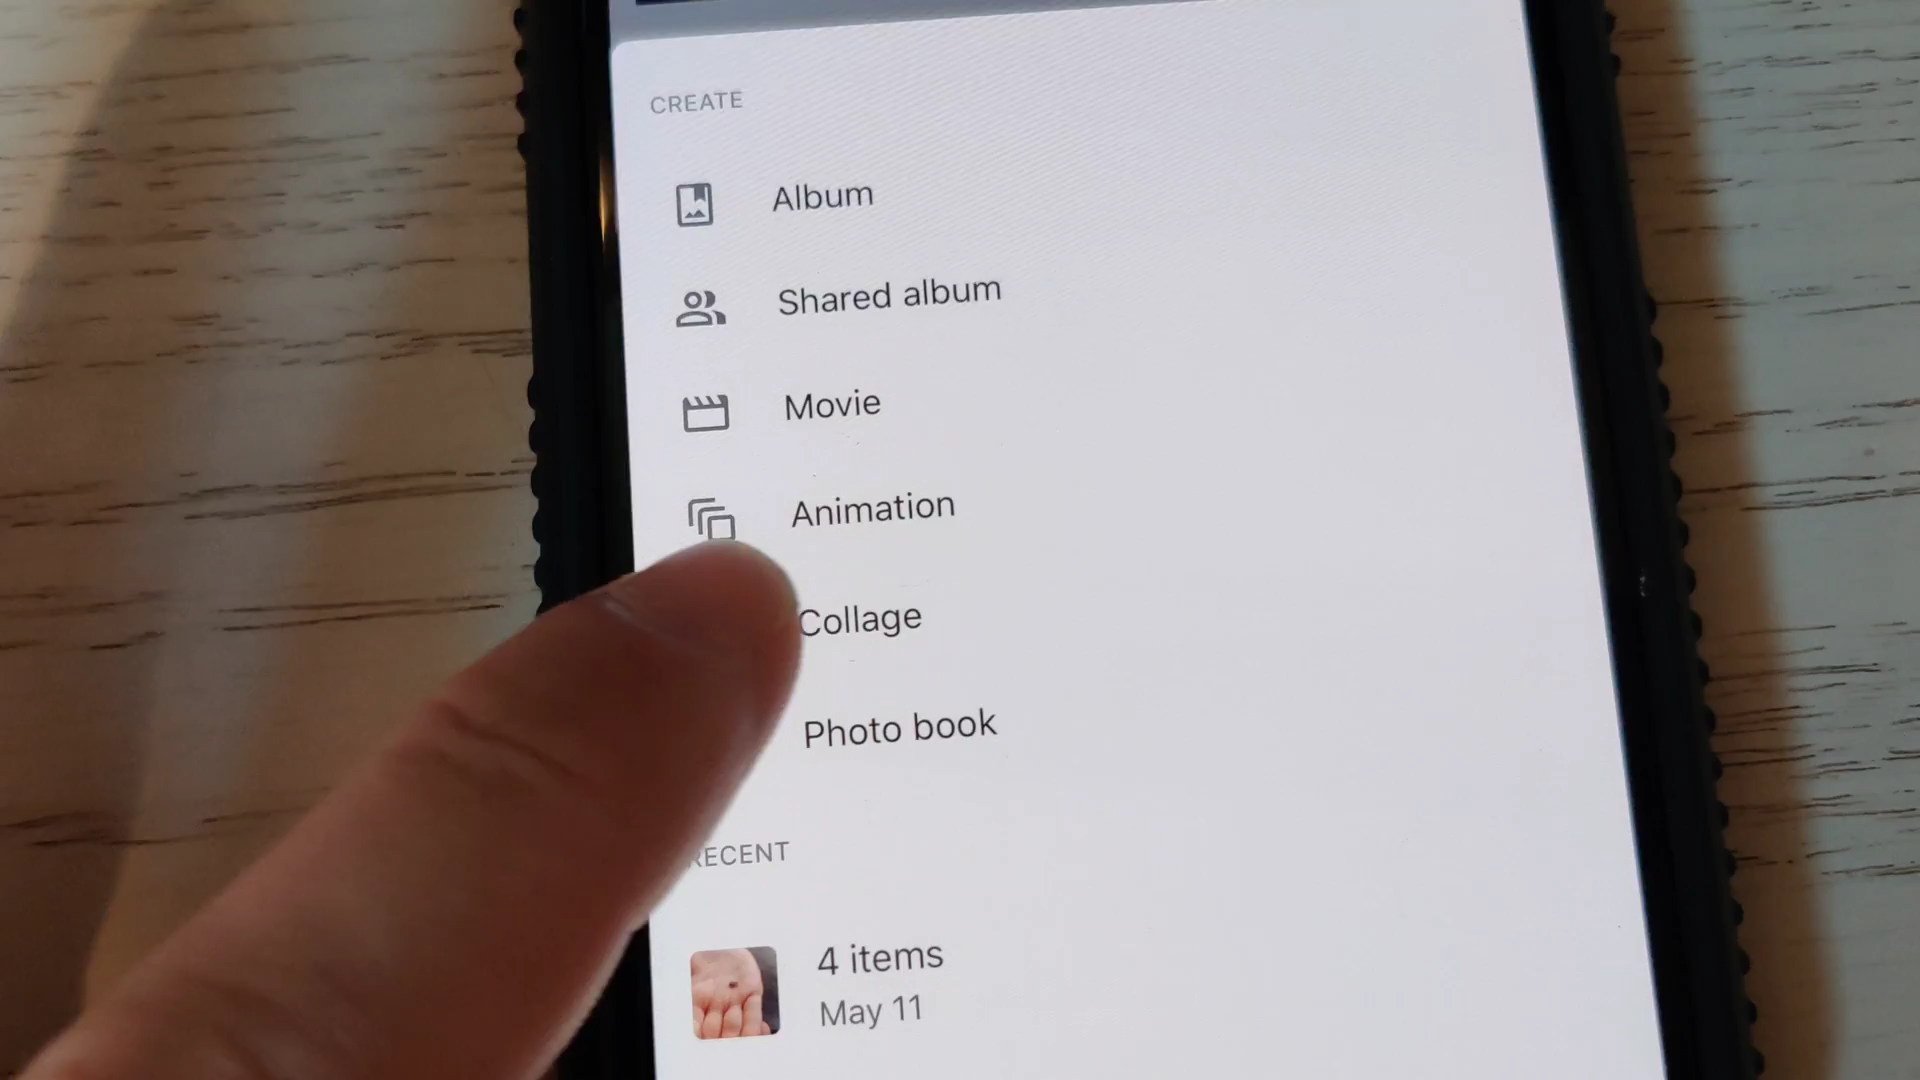 CREATE
Album
Shared album
Movie
Animation
Collage
Photo book
RECENT
4 items
May 11